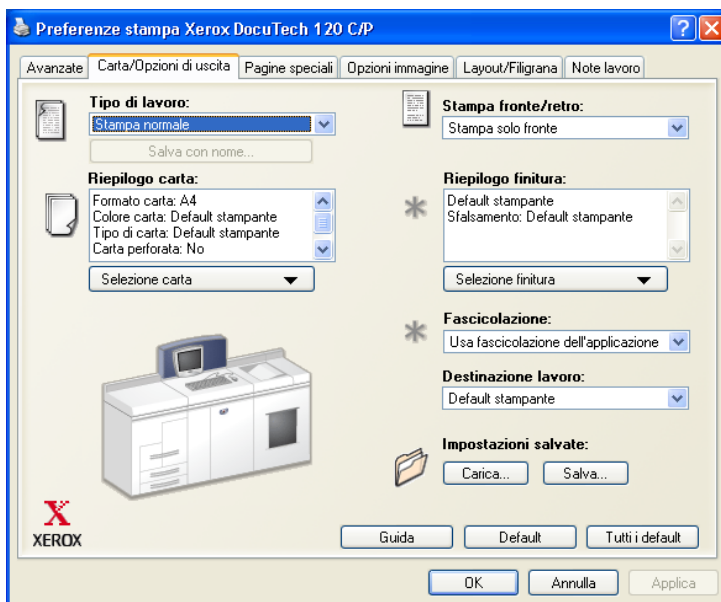 Preferenze stampa Xerox DocuTech 120 C/P
Avanzate
Carta/Opzioni di uscita
Pagine speciali
Opzioni immagine
Layout/Filigrana
Note lavoro
Tipo di lavoro:
Stampa normale
Salva con nome...
Riepilogo carta:
Formato carta: A4
Colore carta: Default stampante
Tipo di carta: Default stampante
Carta perforata: No
Selezione carta
Stampa fronte/retro:
Stampa solo fronte
Riepilogo finitura:
Default stampante
Sfalsamento: Default stampante
Selezione finitura
Fascicolazione:
Usa fascicolazione dell'applicazione
Destinazione lavoro:
Default stampante
Impostazioni salvate:
Carica...
Salva...
X
XEROX
Guida
Default
Tutti i default
OK
Annulla
Applica